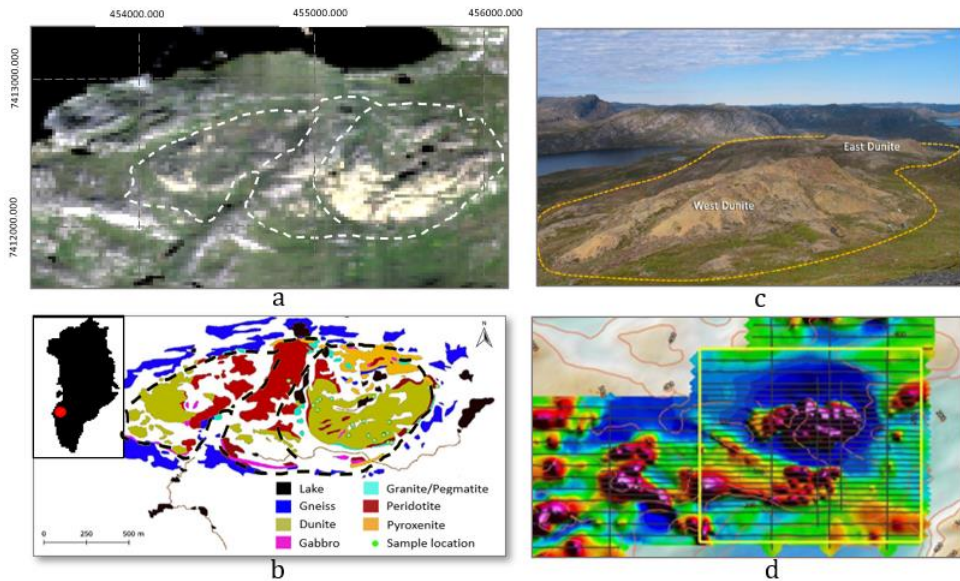 454000.000
455000.000
456000.000
7413000.000
7412000.000
a
East Dunite
West Dunite
c
N
0 250 500 m
Lake
Gneiss
Dunite
Gabbro
Granite/Pegmatite
Peridotite
Pyroxenite
Sample location
b
d